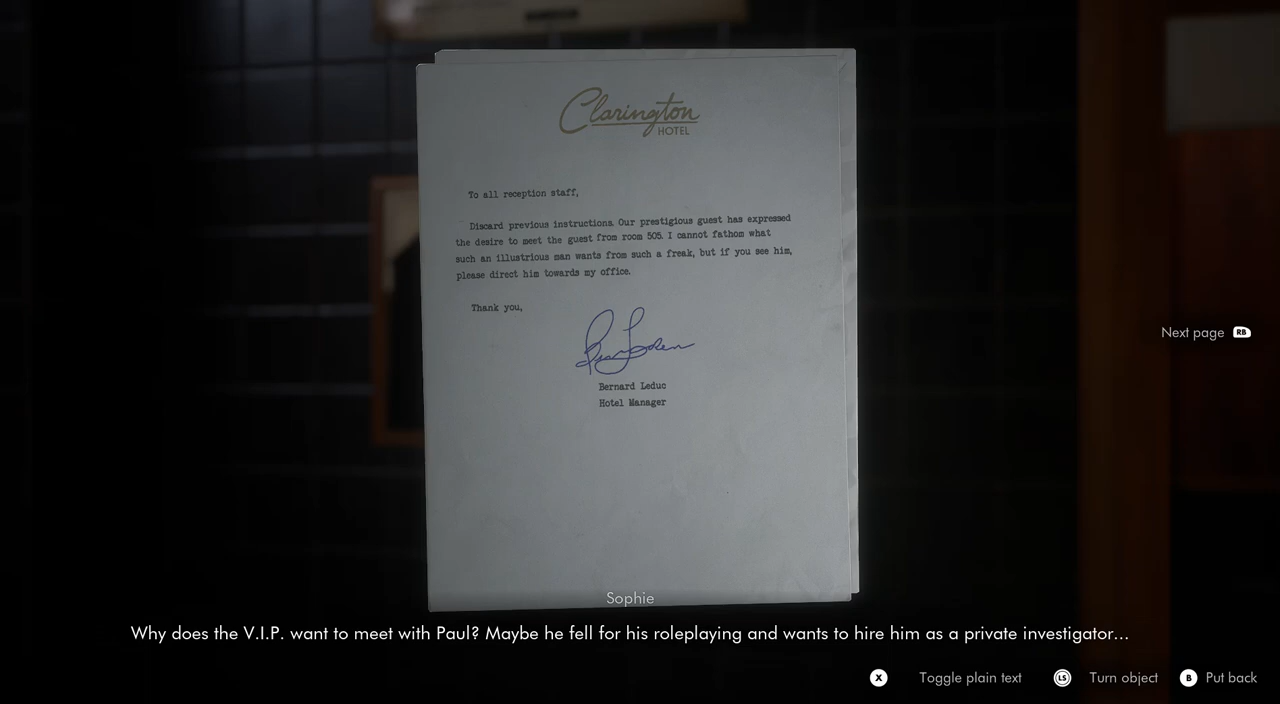 Clarington
HOTEL
To all reception staff,
Discard previous instructions. Our prestigious guest has expressed
the desire to meet the guest from room 505. I cannot fathom what
such an illustrious man wants from such a freak, but if you see him,
please direct him towards my office.
Thank you,
Bernard Leduc
Hotel Manager
Next page RB
Sophie
Why does the V.I.P. want to meet with Paul? Maybe he fell for his roleplaying and wants to hire him as a private investigator...
X Toggle plain text LS Turn object B Put back